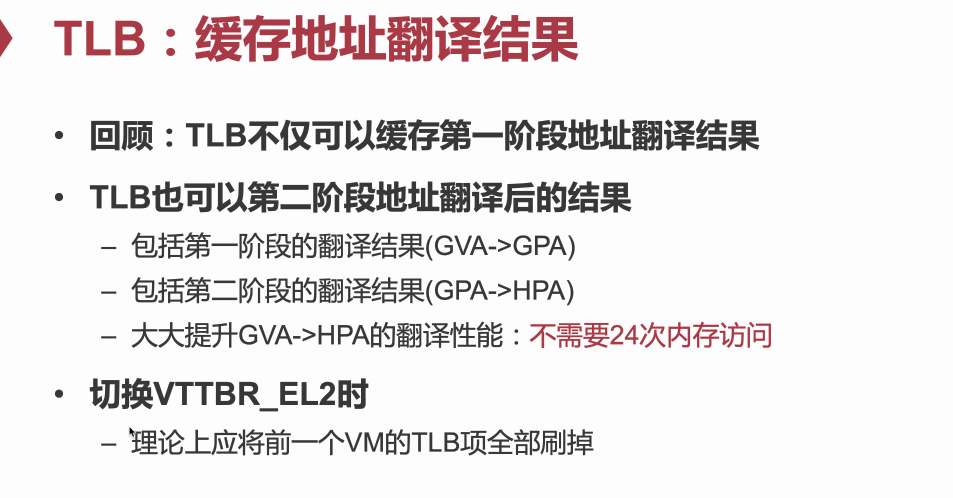 TLB：缓存地址翻译结果
• 回顾：TLB不仅可以缓存第一阶段地址翻译结果
• TLB也可以第二阶段地址翻译后的结果
– 包括第一阶段的翻译结果(GVA->GPA)
– 包括第二阶段的翻译结果(GPA->HPA)
– 大大提升GVA->HPA的翻译性能：不需要24次内存访问
• 切换VTTBR_EL2时
– 理论上应将前一个VM的TLB项全部刷掉